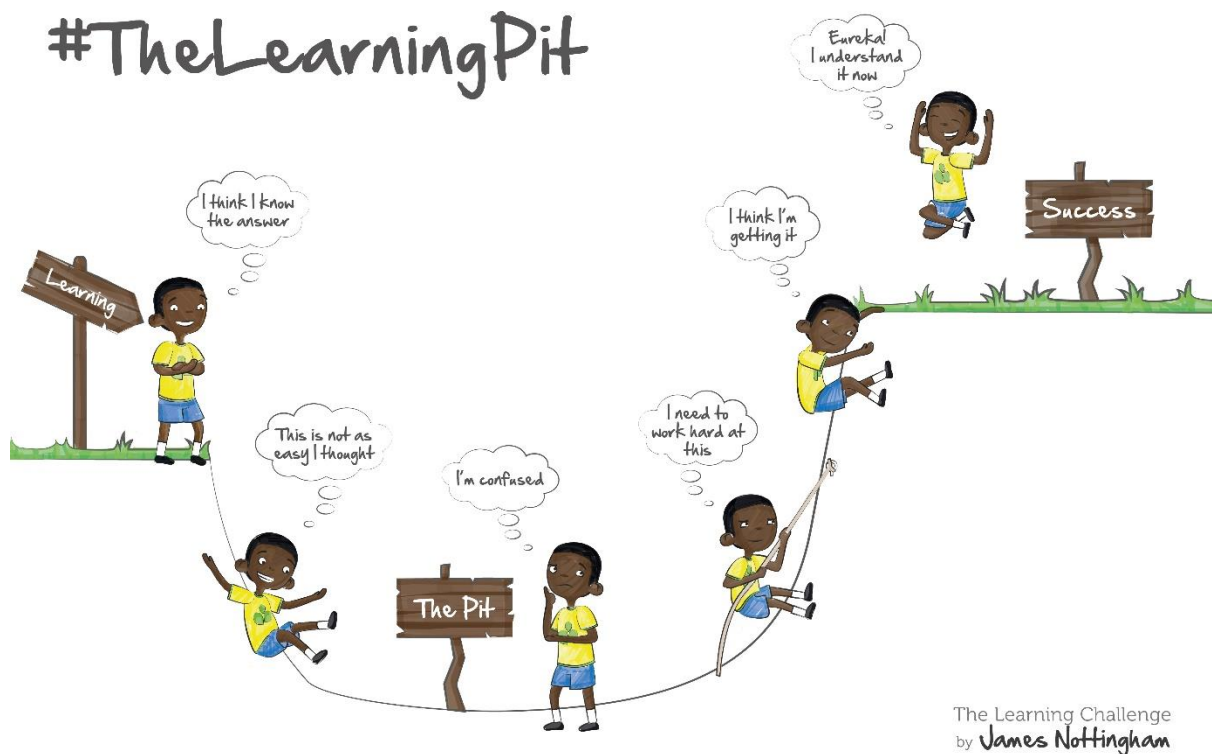 #TheLearningPit
Eureka!
I understand
it now
I think I know
the answer
I think I'm
getting it
Success
Learning
This is not as
easy I thought
I'm confused
I need to
work hard at
this
The Pit
The Learning Challenge
by James Nottingham